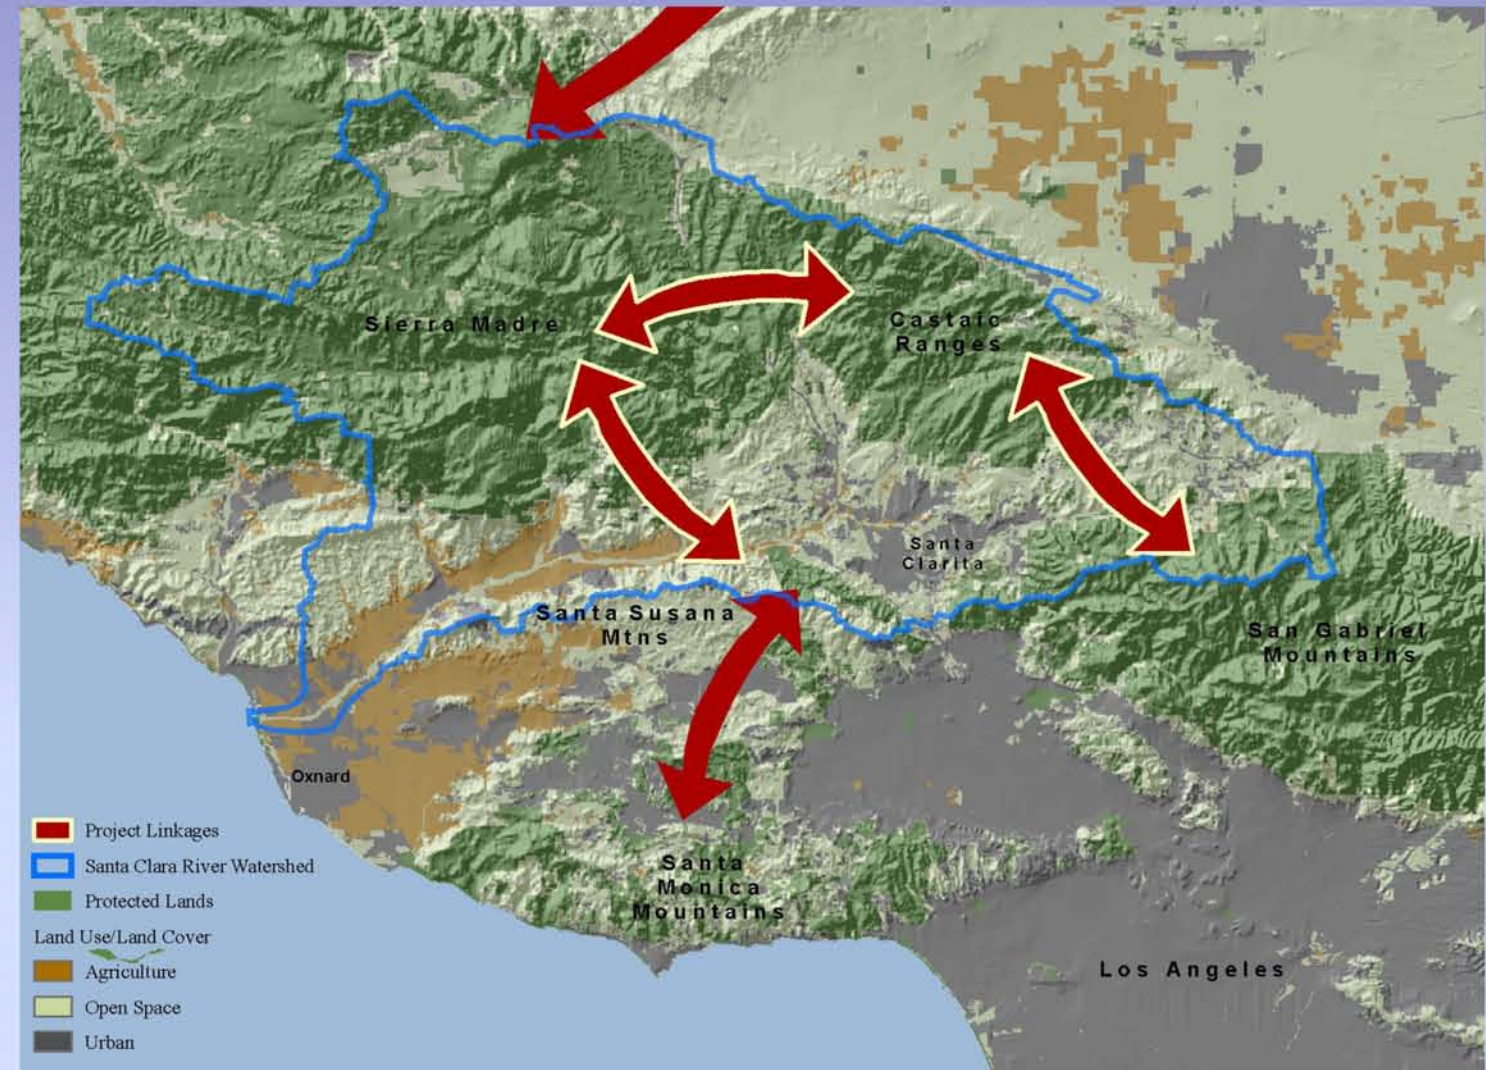 Sierra Madre
Castaic
Ranges
Santa
Clarita
Santa Susana
Mtns
San Gabriel
Mountains
Oxnard
Santa
Monica
Mountains
Los Angeles
Project Linkages
Santa Clara River Watershed
Protected Lands
Land Use/Land Cover
Agriculture
Open Space
Urban